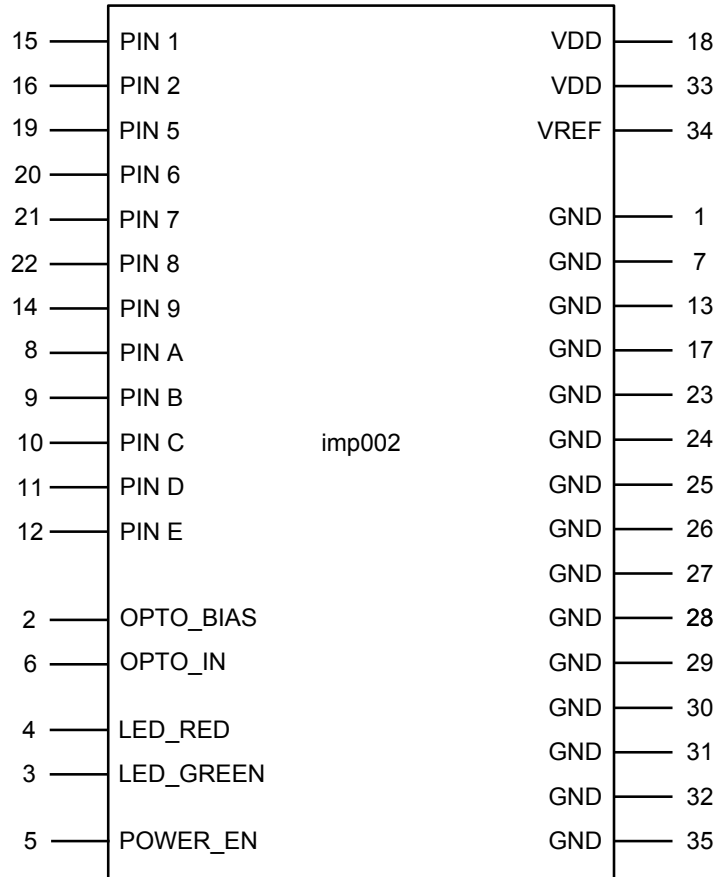 15 PIN 1 VDD 18
16 PIN 2 VDD 33
19 PIN 5 VREF 34
20 PIN 6
21 PIN 7 GND 1
22 PIN 8 GND 7
14 PIN 9 GND 13
8 PIN A GND 17
9 PIN B GND 23
10 PIN C imp002 GND 24
11 PIN D GND 25
12 PIN E GND 26
GND 27
2 OPTO_BIAS GND 28
6 OPTO_IN GND 29
GND 30
4 LED_RED
GND 31
3 LED_GREEN
GND 32
5 POWER_EN GND 35